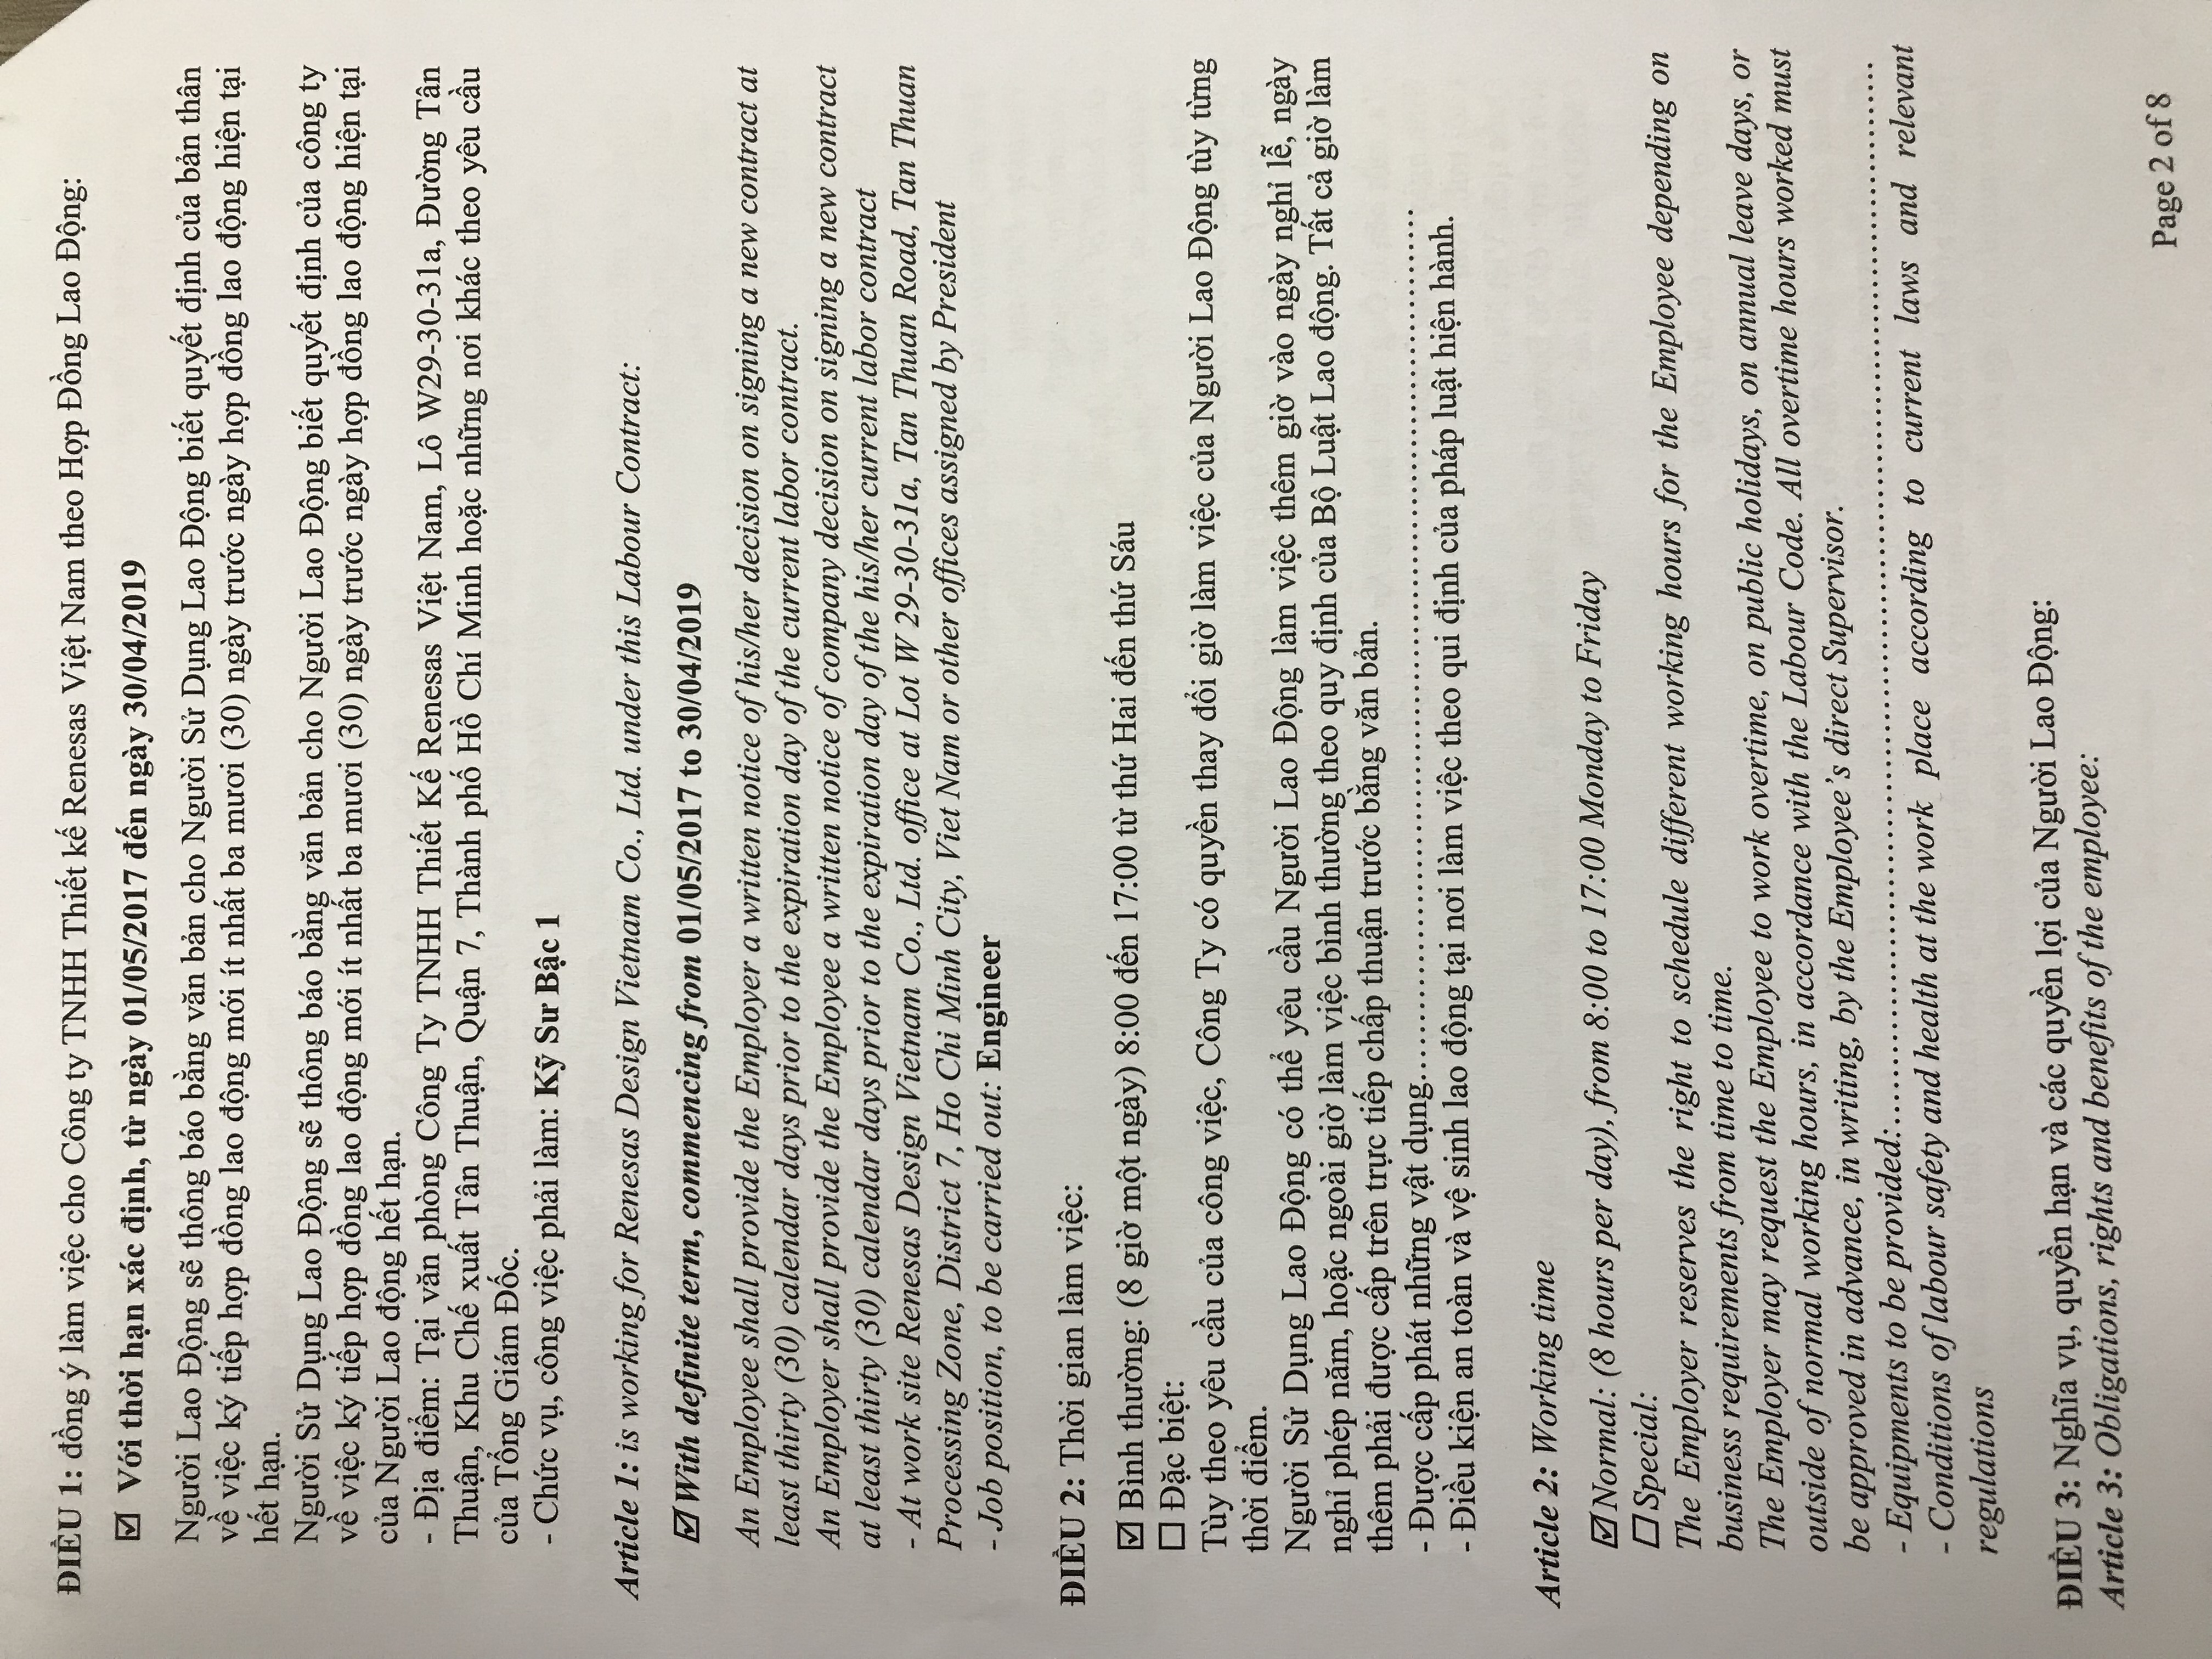 ĐIỀU 1: đồng ý làm việc cho Công ty TNHH Thiết kế Renesas Việt Nam theo Hợp Đồng Lao Động:
☑ Với thời hạn xác định, từ ngày 01/05/2017 đến ngày 30/04/2019
Người Lao Động sẽ thông báo bằng văn bản cho Người Sử Dụng Lao Động biết quyết định của bản thân
về việc ký tiếp hợp đồng lao động mới ít nhất ba mươi (30) ngày trước ngày hợp đồng lao động hiện tại
hết hạn.
Người Sử Dụng Lao Động sẽ thông báo bằng văn bản cho Người Lao Động biết quyết định của công ty
về việc ký tiếp hợp đồng lao động mới ít nhất ba mươi (30) ngày trước ngày hợp đồng lao động hiện tại
của Người Lao động hết hạn.
- Địa điểm: Tại văn phòng Công Ty TNHH Thiết Kế Renesas Việt Nam, Lô W29-30-31a, Đường Tân
Thuận, Khu Chế xuất Tân Thuận, Quận 7, Thành phố Hồ Chí Minh hoặc những nơi khác theo yêu cầu
của Tổng Giám Đốc.
- Chức vụ, công việc phải làm: Kỹ Sư Bậc 1
Article 1: is working for Renesas Design Vietnam Co., Ltd. under this Labour Contract:
☑ With definite term, commencing from 01/05/2017 to 30/04/2019
An Employee shall provide the Employer a written notice of his/her decision on signing a new contract at
least thirty (30) calendar days prior to the expiration day of the current labor contract.
An Employer shall provide the Employee a written notice of company decision on signing a new contract
at least thirty (30) calendar days prior to the expiration day of the his/her current labor contract
- At work site Renesas Design Vietnam Co., Ltd. office at Lot W 29-30-31a, Tan Thuan Road, Tan Thuan
Processing Zone, District 7, Ho Chi Minh City, Viet Nam or other offices assigned by President
- Job position, to be carried out: Engineer
ĐIỀU 2: Thời gian làm việc:
☑ Bình thường: (8 giờ một ngày) 8:00 đến 17:00 từ thứ Hai đến thứ Sáu
☐ Đặc biệt:
Tùy theo yêu cầu của công việc, Công Ty có quyền thay đổi giờ làm việc của Người Lao Động tùy từng
thời điểm.
Người Sử Dụng Lao Động có thể yêu cầu Người Lao Động làm việc thêm giờ vào ngày nghỉ lễ, ngày
nghỉ phép năm, hoặc ngoài giờ làm việc bình thường theo quy định của Bộ Luật Lao động. Tất cả giờ làm
thêm phải được cấp trên trực tiếp chấp thuận trước bằng văn bản.
- Được cấp phát những vật dụng......................................................................................
- Điều kiện an toàn và vệ sinh lao động tại nơi làm việc theo qui định của pháp luật hiện hành.
Article 2: Working time
☑ Normal: (8 hours per day), from 8:00 to 17:00 Monday to Friday
☐ Special:
The Employer reserves the right to schedule different working hours for the Employee depending on
business requirements from time to time.
The Employer may request the Employee to work overtime, on public holidays, on annual leave days, or
outside of normal working hours, in accordance with the Labour Code. All overtime hours worked must
be approved in advance, in writing, by the Employee's direct Supervisor.
- Equipments to be provided:.........................................................................................................
- Conditions of labour safety and health at the work place according to current laws and relevant
regulations
ĐIỀU 3: Nghĩa vụ, quyền hạn và các quyền lợi của Người Lao Động:
Article 3: Obligations, rights and benefits of the employee:
Page 2 of 8